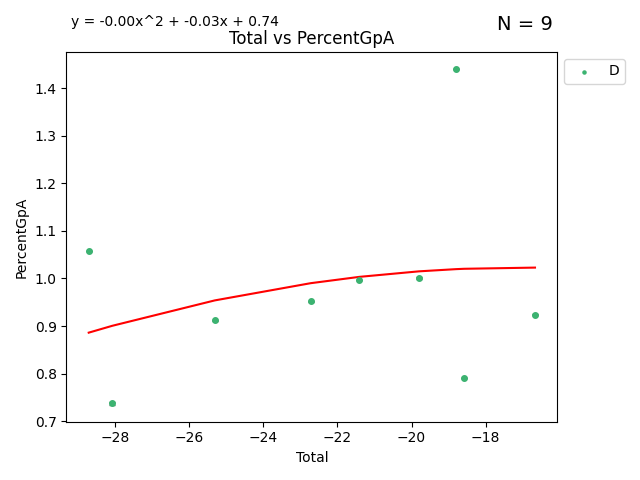 y = -0.00x^2 + -0.03x + 0.74
N = 9
Total vs PercentGpA
D
PercentGpA
1.4
1.3
1.2
1.1
1.0
0.9
0.8
0.7
−28
−26
−24
−22
−20
−18
Total